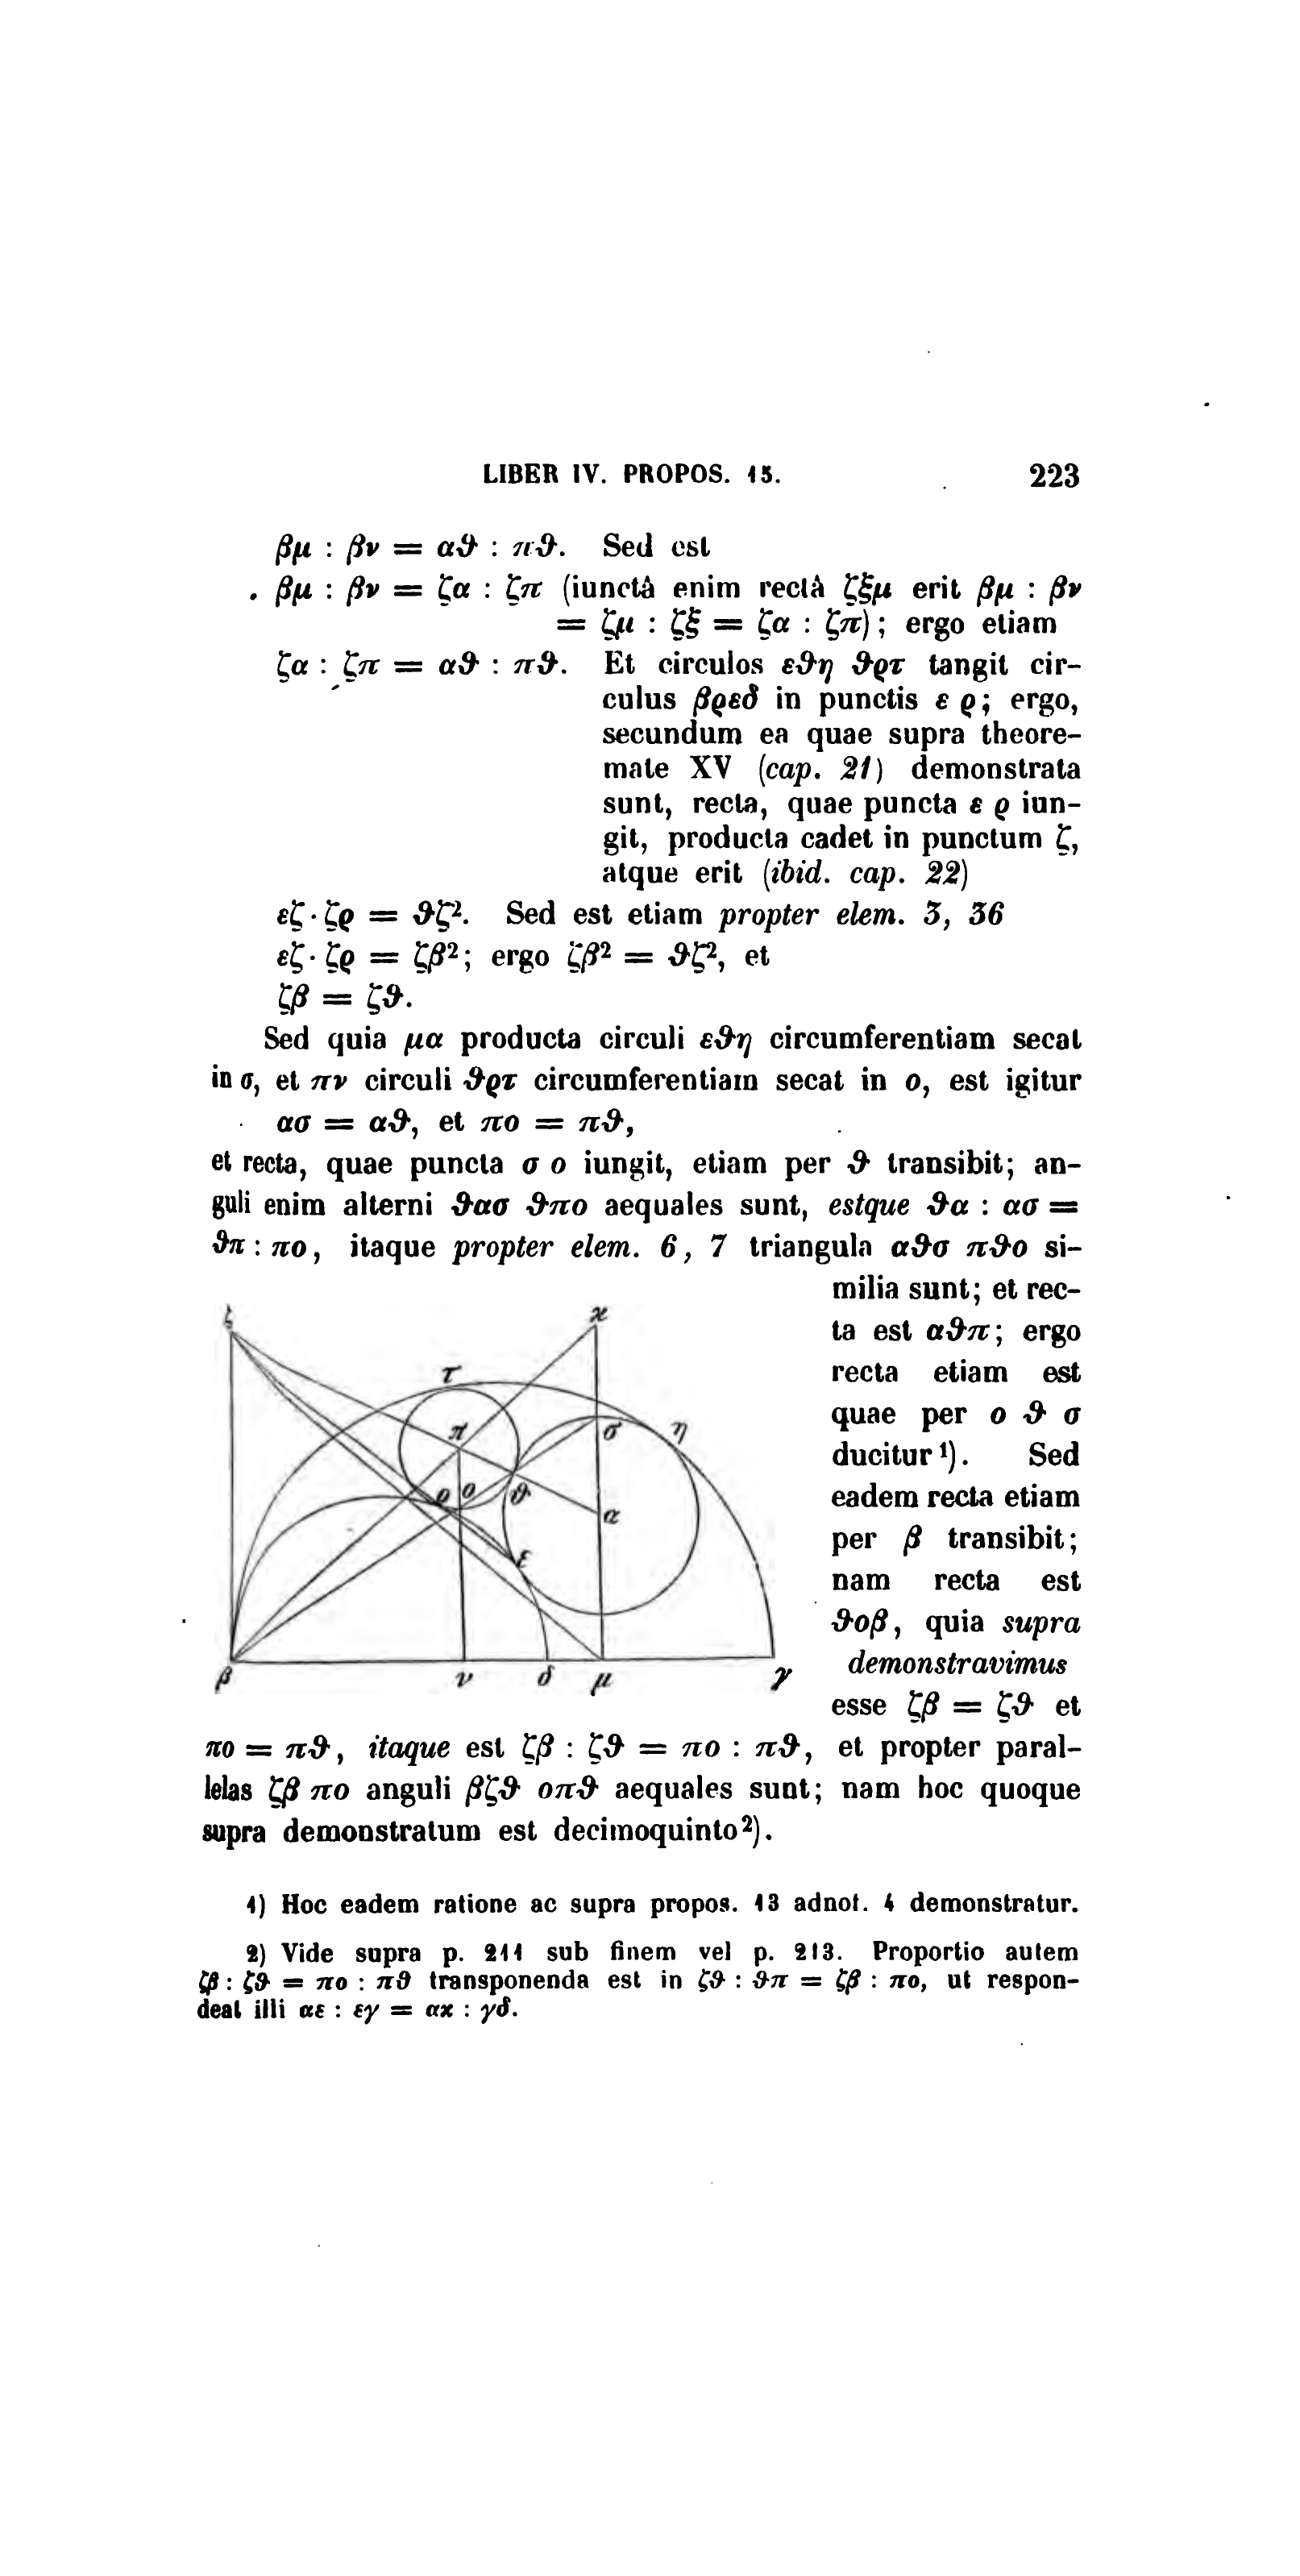 LIBER IV. PROPOS. 15. 223
βμ : βν = αϑ : πϑ. Sed est
βμ : βν = ζα : ζπ (iunctâ enim rectâ ζξμ erit βμ : βν
= ζμ : ζξ = ζα : ζπ); ergo etiam
ζα : ζπ = αϑ : πϑ. Et circulos εϑη ϑϱτ tangit cir-
culus βϱεδ in punctis ε ϱ; ergo,
secundum ea quae supra theore-
mate XV (cap. 21) demonstrata
sunt, recta, quae puncta ε ϱ iun-
git, producta cadet in punctum ζ,
atque erit (ibid. cap. 22)
εζ · ζϱ = ϑζ². Sed est etiam propter elem. 3, 36
εζ · ζϱ = ζβ²; ergo ζβ² = ϑζ², et
ζβ = ζϑ.
Sed quia μα producta circuli εϑη circumferentiam secat
in σ, et πν circuli ϑϱτ circumferentiam secat in ο, est igitur
ασ = αϑ, et πο = πϑ,
et recta, quae puncta σ ο iungit, etiam per ϑ transibit; an-
guli enim alterni ϑασ ϑπο aequales sunt, estque ϑα : ασ =
ϑπ : πο, itaque propter elem. 6, 7 triangula αϑσ πϑο si-
milia sunt; et rec-
ta est αϑπ; ergo
recta etiam est
quae per ο ϑ σ
ducitur¹). Sed
eadem recta etiam
per β transibit;
nam recta est
ϑοβ, quia supra
demonstravimus
esse ζβ = ζϑ et
ζ κ
τ
π σ η
ϱ ο ϑ α
ε
β ν δ μ γ
πο = πϑ, itaque est ζβ : ζϑ = πο : πϑ, et propter paral-
lelas ζβ πο anguli βζϑ οπϑ aequales sunt; nam hoc quoque
supra demonstratum est decimoquinto²).
1) Hoc eadem ratione ac supra propos. 13 adnot. 4 demonstratur.
2) Vide supra p. 211 sub finem vel p. 213. Proportio autem
ζβ : ζϑ = πο : πϑ transponenda est in ζϑ : ϑπ = ζβ : πο, ut respon-
deat illi αε : εγ = ακ : γδ.